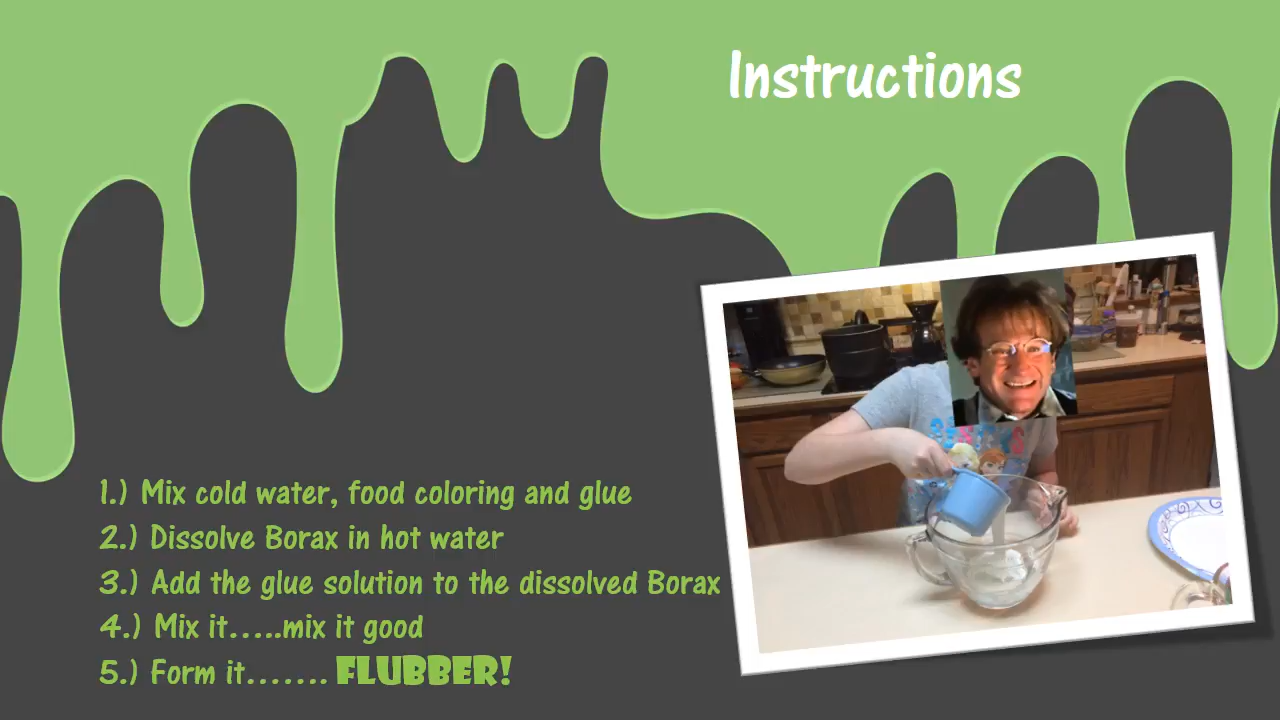 Instructions
1.) Mix cold water, food coloring and glue
2.) Dissolve Borax in hot water
3.) Add the glue solution to the dissolved Borax
4.) Mix it.....mix it good
5.) Form it....... FLUBBER!